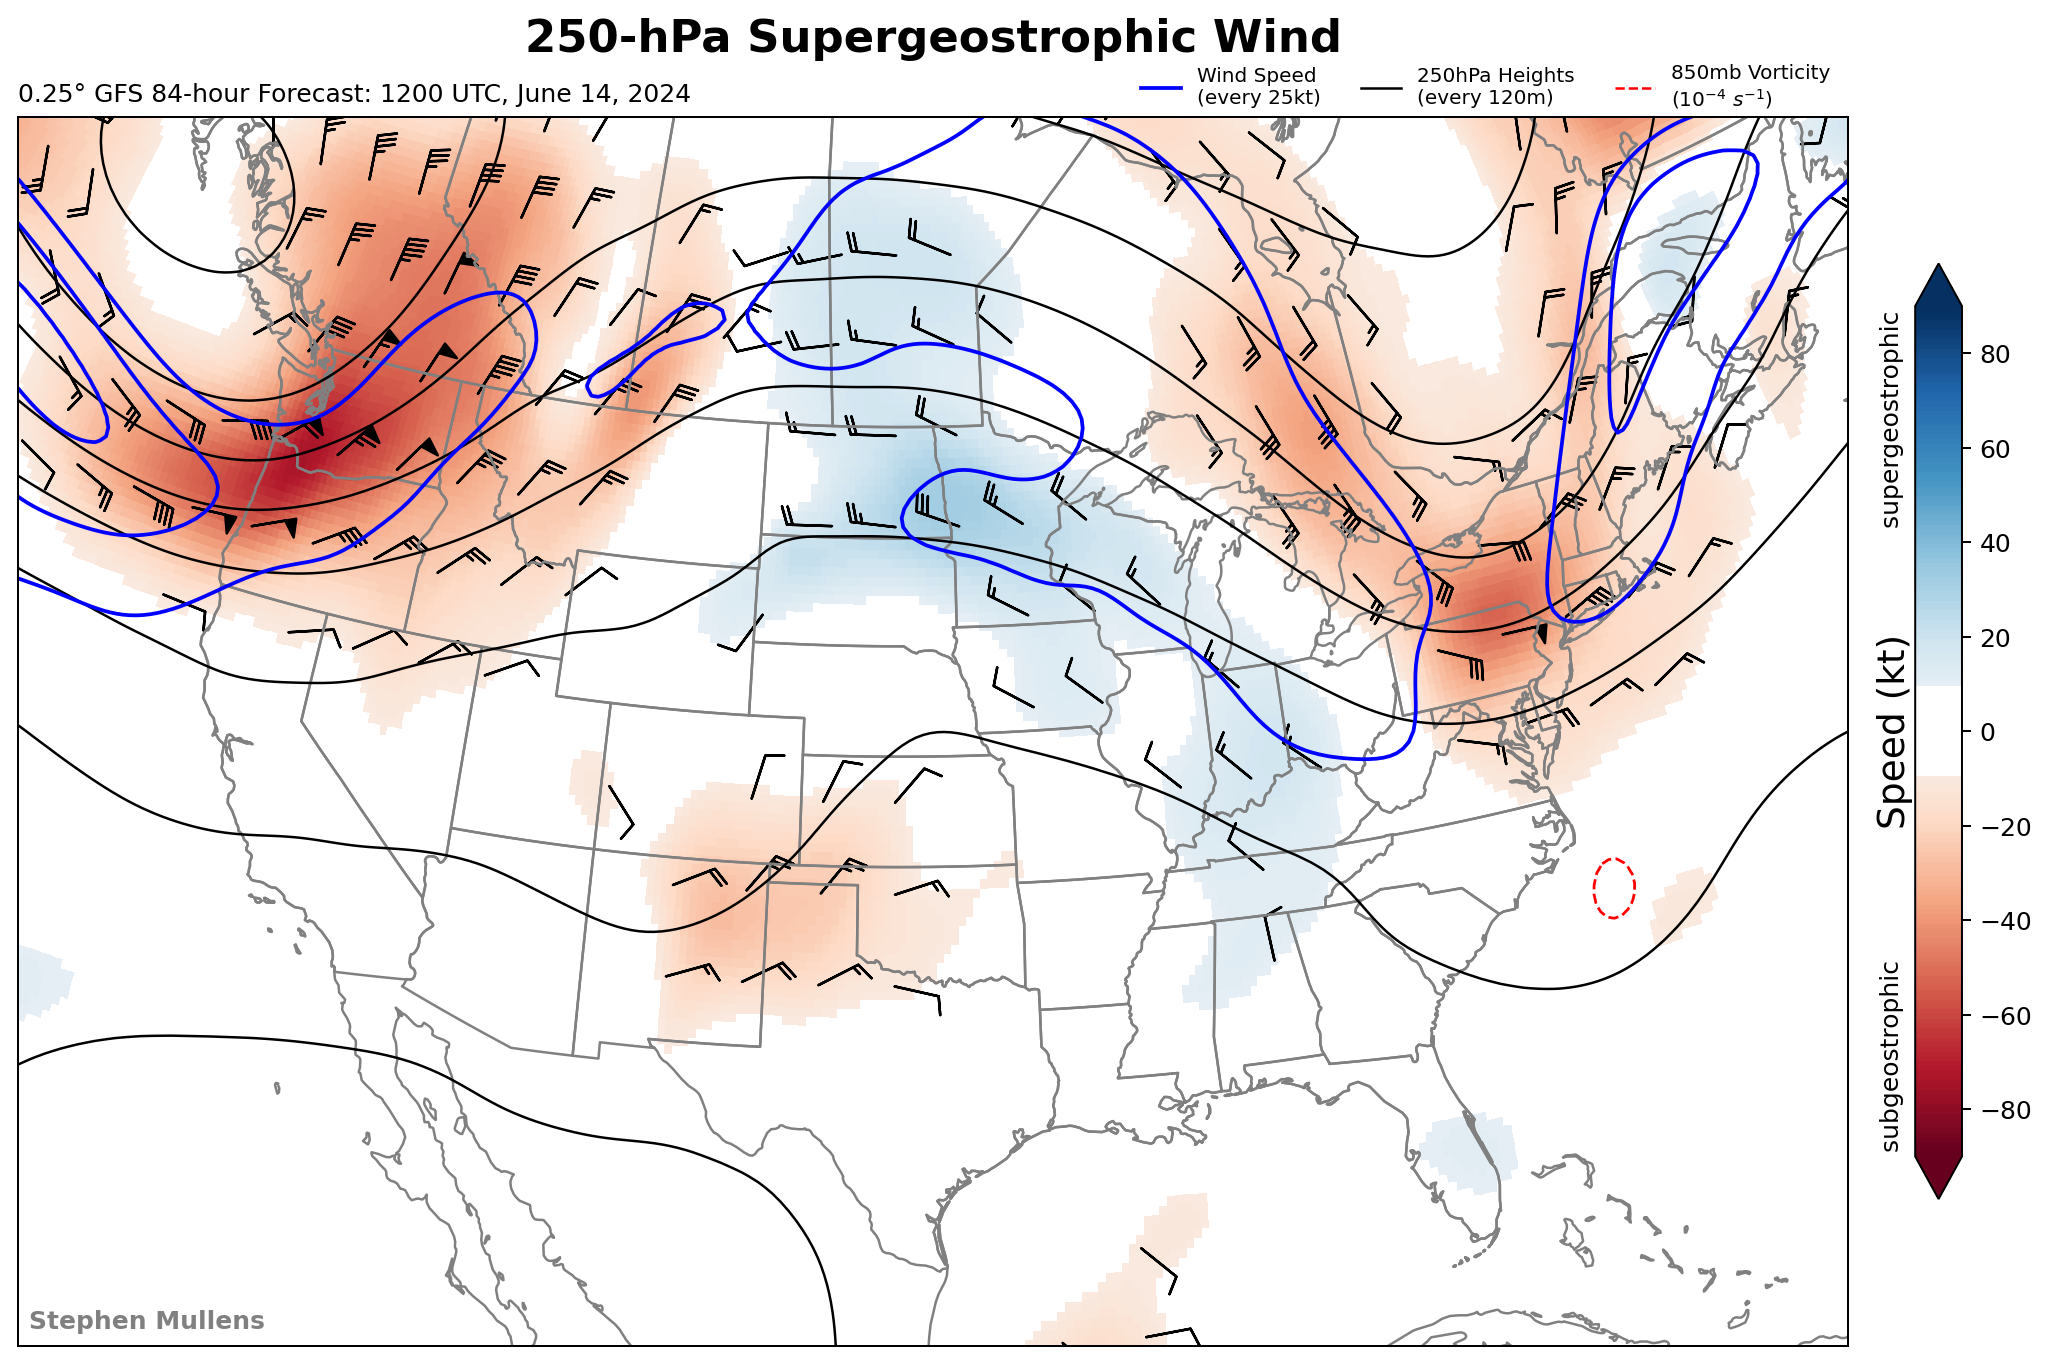 250-hPa Supergeostrophic Wind
0.25° GFS 84-hour Forecast: 1200 UTC, June 14, 2024
Wind Speed
(every 25kt)
250hPa Heights
(every 120m)
850mb Vorticity
(10⁻⁴ s⁻¹)
supergeostrophic
Speed (kt)
subgeostrophic
80
60
40
20
0
−20
−40
−60
−80
Stephen Mullens